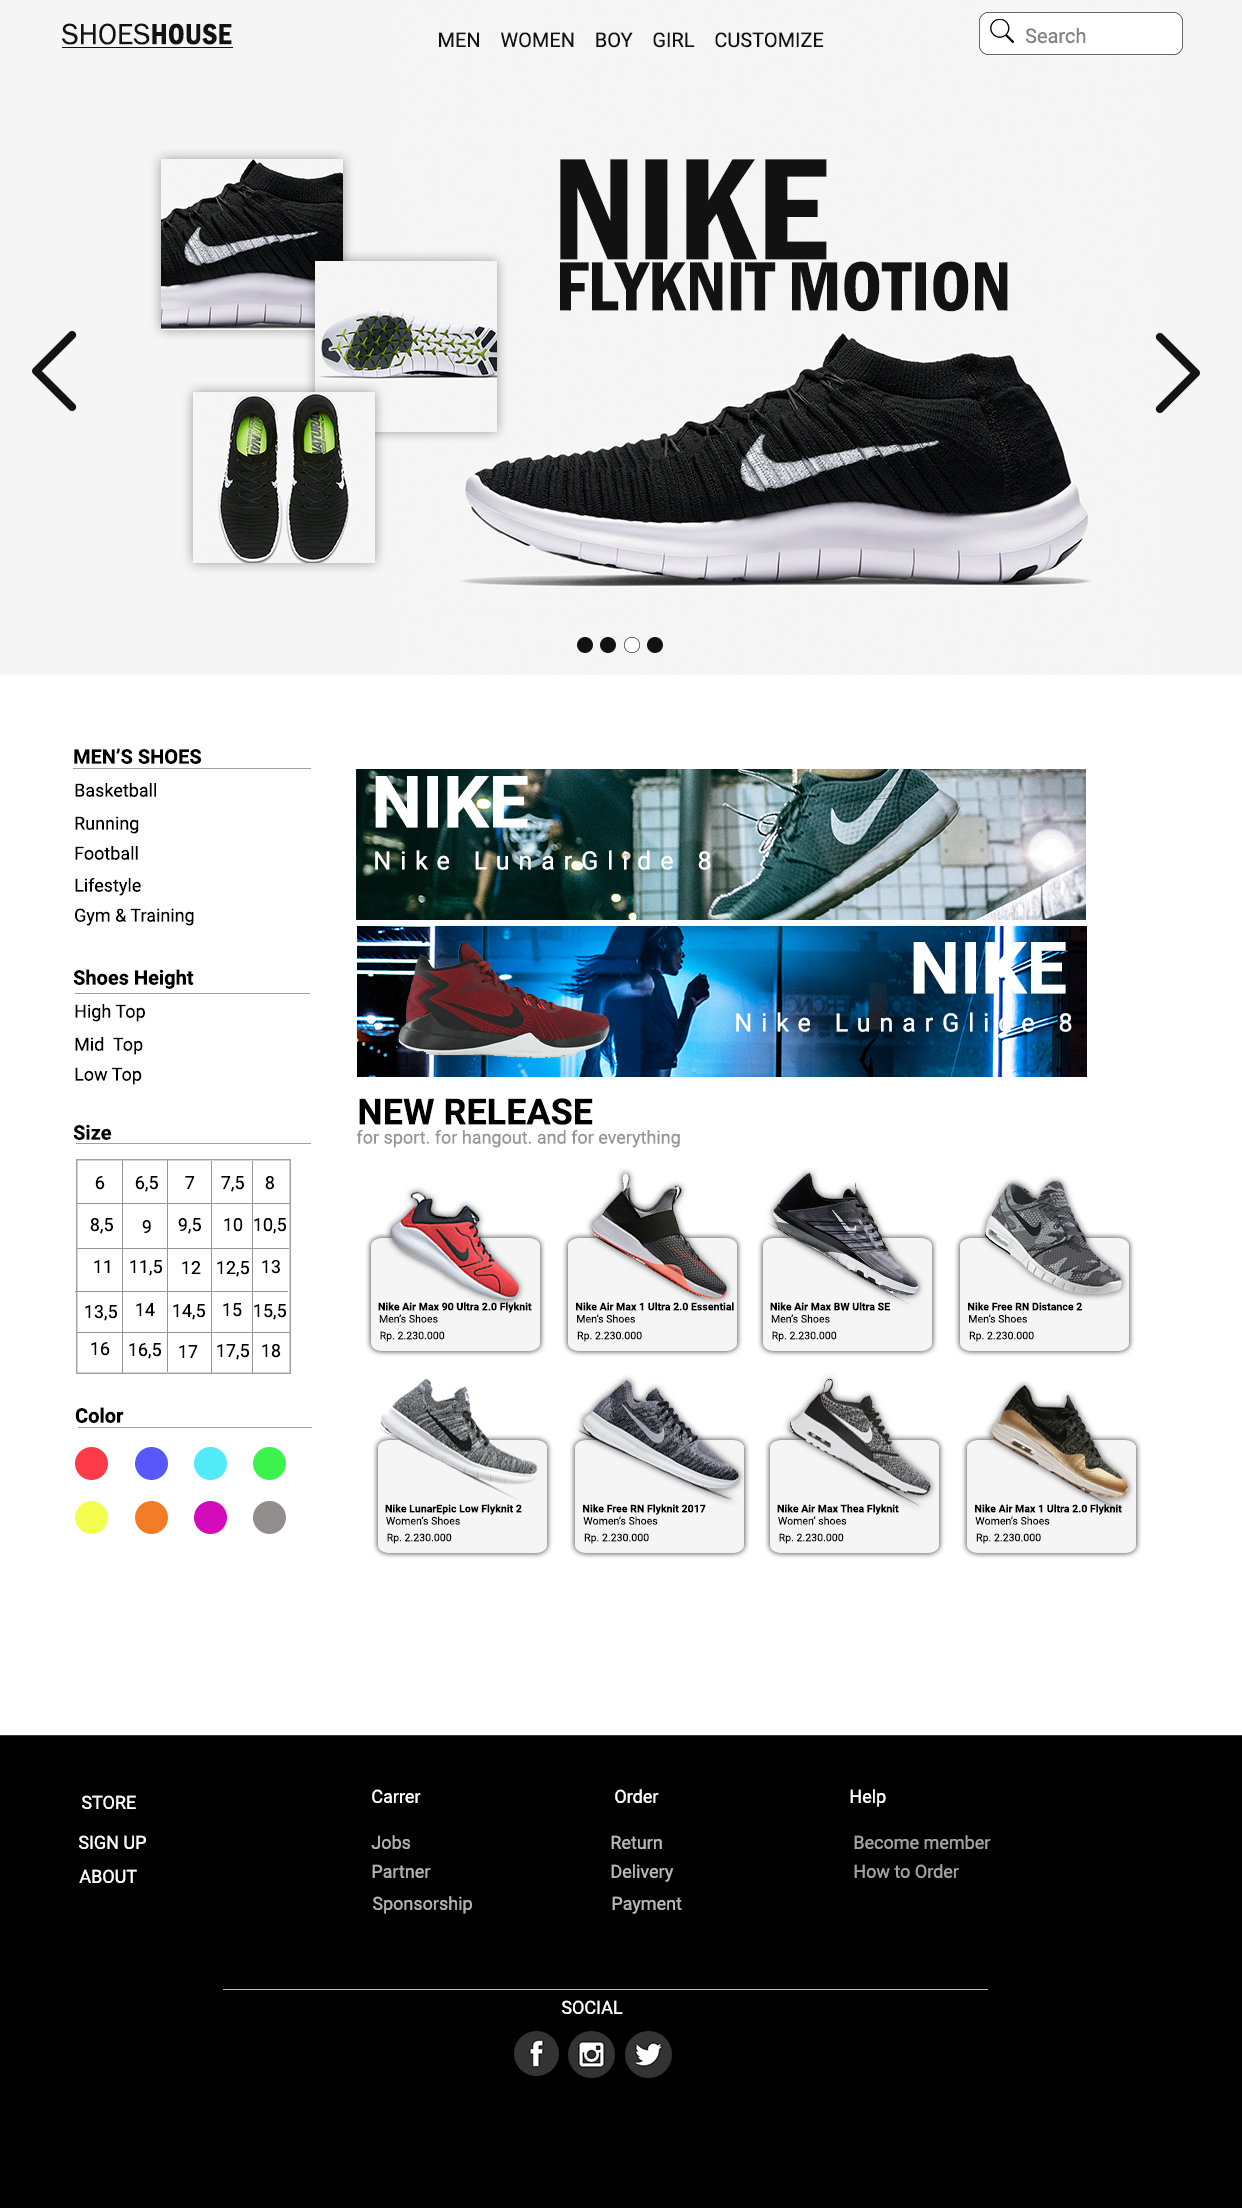 SHOESHOUSE
MEN WOMEN BOY GIRL CUSTOMIZE
Search
NIKE
FLYKNIT MOTION
MEN'S SHOES
Basketball
Running
Football
Lifestyle
Gym & Training
Shoes Height
High Top
Mid Top
Low Top
Size
6 6,5 7 7,5 8
8,5 9 9,5 10 10,5
11 11,5 12 12,5 13
13,5 14 14,5 15 15,5
16 16,5 17 17,5 18
Color
NIKE
Nike LunarGlide 8
NIKE
Nike LunarGlide 8
NEW RELEASE
for sport. for hangout. and for everything
Nike Air Max 90 Ultra 2.0 Flyknit
Men's Shoes
Rp. 2.230.000
Nike Air Max 1 Ultra 2.0 Essential
Men's Shoes
Rp. 2.230.000
Nike Air Max BW Ultra SE
Men's Shoes
Rp. 2.230.000
Nike Free RN Distance 2
Men's Shoes
Rp. 2.230.000
Nike LunarEpic Low Flyknit 2
Women's Shoes
Rp. 2.230.000
Nike Free RN Flyknit 2017
Women's Shoes
Rp. 2.230.000
Nike Air Max Thea Flyknit
Women' shoes
Rp. 2.230.000
Nike Air Max 1 Ultra 2.0 Flyknit
Women's Shoes
Rp. 2.230.000
STORE
SIGN UP
ABOUT
Carrer
Jobs
Partner
Sponsorship
Order
Return
Delivery
Payment
Help
Become member
How to Order
SOCIAL